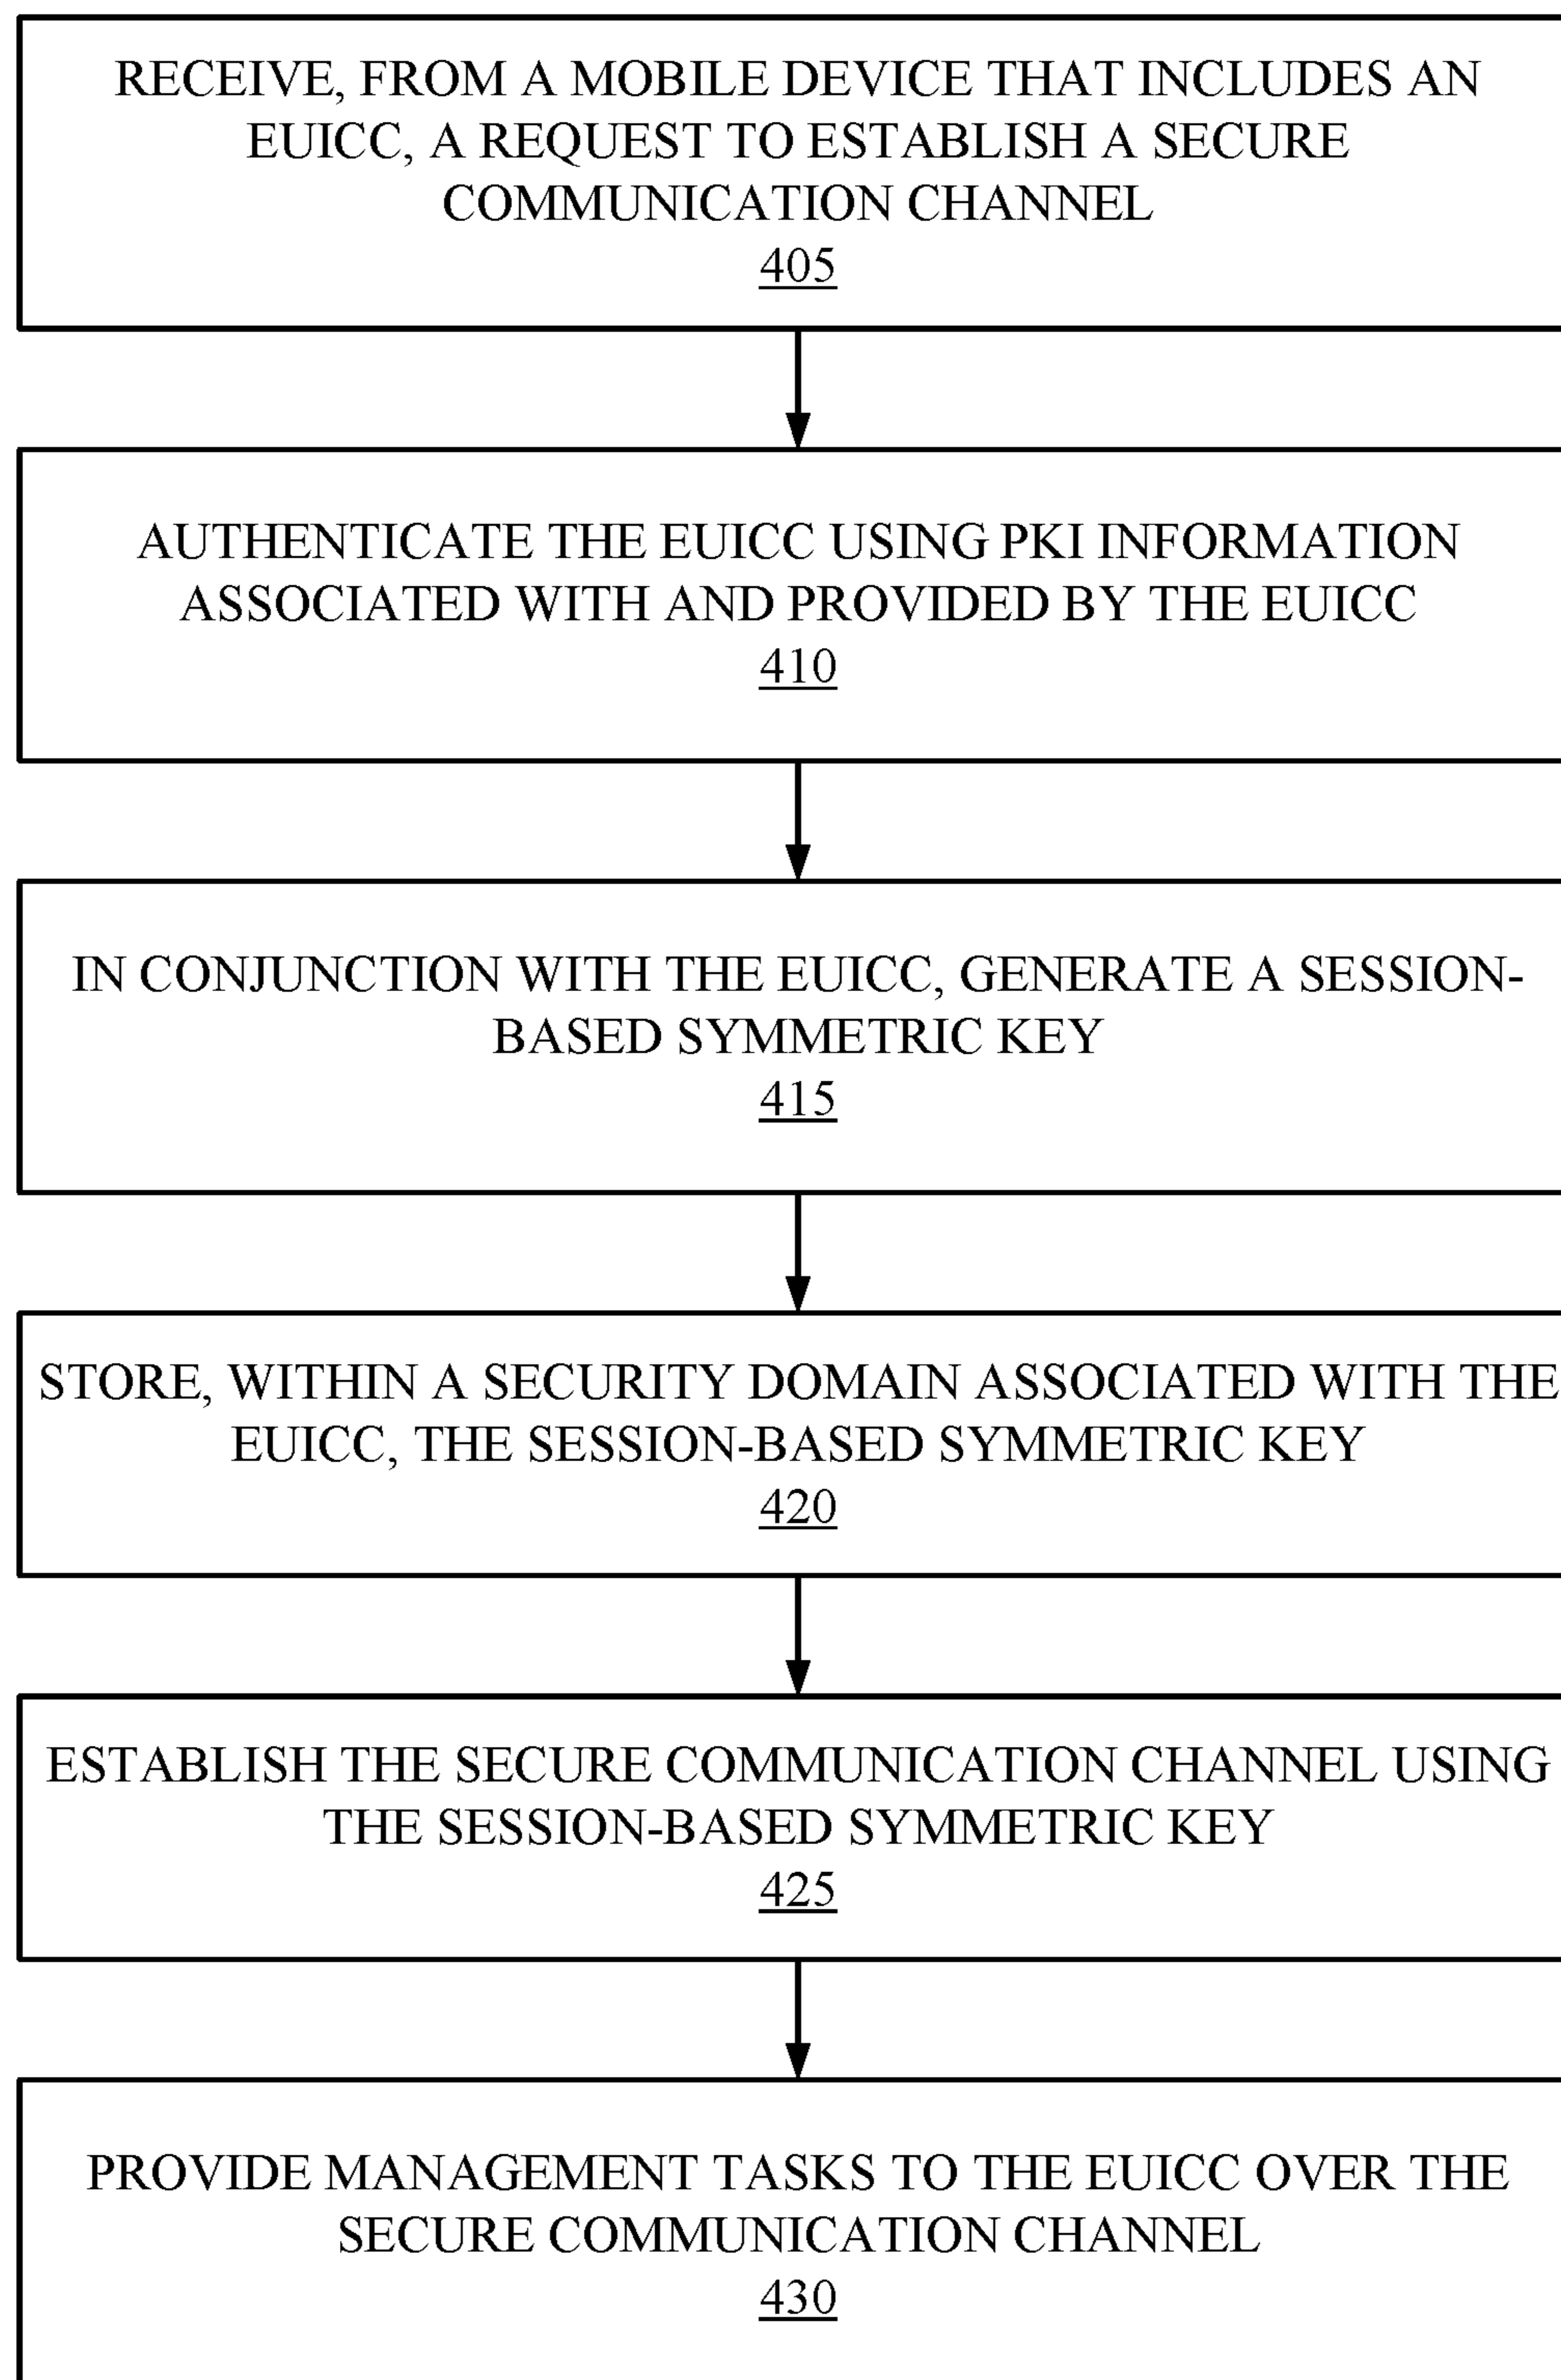 RECEIVE, FROM A MOBILE DEVICE THAT INCLUDES AN
EUICC, A REQUEST TO ESTABLISH A SECURE
COMMUNICATION CHANNEL
405
AUTHENTICATE THE EUICC USING PKI INFORMATION
ASSOCIATED WITH AND PROVIDED BY THE EUICC
410
IN CONJUNCTION WITH THE EUICC, GENERATE A SESSION-
BASED SYMMETRIC KEY
415
STORE, WITHIN A SECURITY DOMAIN ASSOCIATED WITH THE
EUICC, THE SESSION-BASED SYMMETRIC KEY
420
ESTABLISH THE SECURE COMMUNICATION CHANNEL USING
THE SESSION-BASED SYMMETRIC KEY
425
PROVIDE MANAGEMENT TASKS TO THE EUICC OVER THE
SECURE COMMUNICATION CHANNEL
430